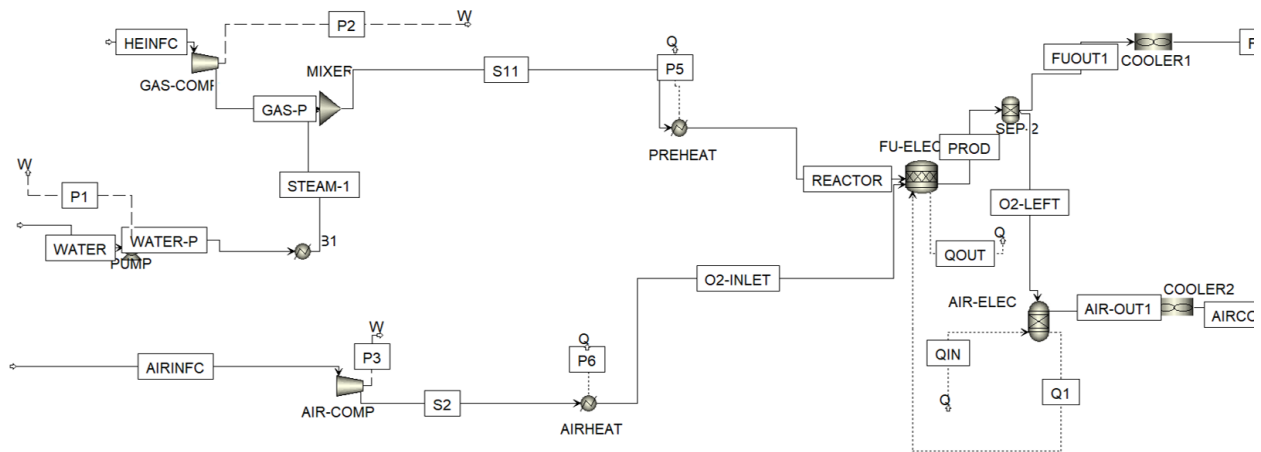 W
P2
HEINFC
FUOUT1
F
GAS-COMP
MIXER
S11
Q
P5
COOLER1
GAS-P
SEP-2
W
PREHEAT
FU-ELEC
PROD
P1
STEAM-1
REACTOR
O2-LEFT
WATER
WATER-P
B1
PUMP
QOUT
Q
O2-INLET
AIR-ELEC
COOLER2
AIR-OUT1
AIRCO
W
Q
P3
P6
QIN
AIRINFC
AIR-COMP
S2
AIRHEAT
Q
Q1